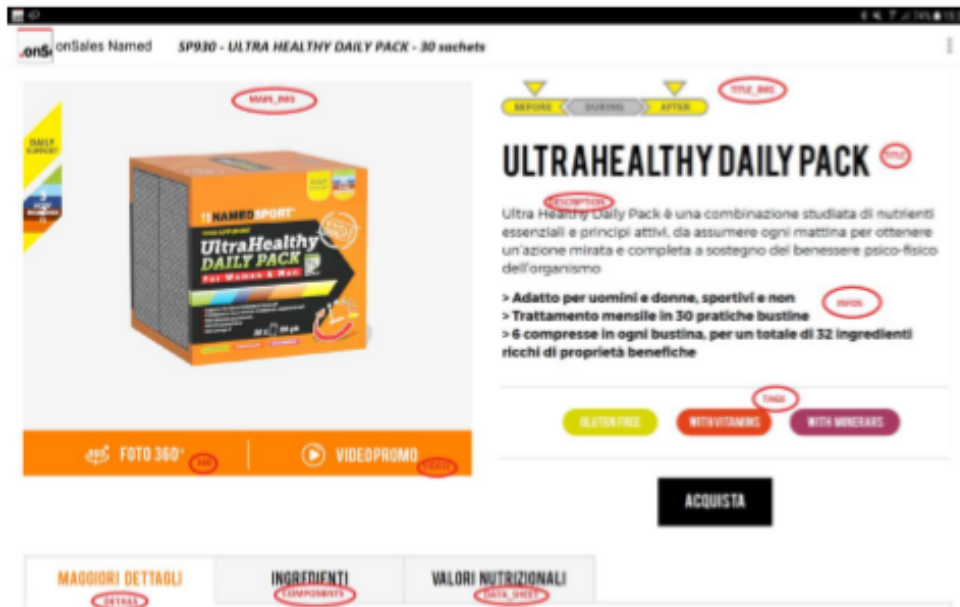 onSales Named SP930 - ULTRA HEALTHY DAILY PACK - 30 sachets
MAIN_IMG
TITLE_IMG
BEFORE DURING AFTER
DAILY
SUPPORT
ULTRAHEALTHY DAILY PACK
TITLE
DESCRIPTION
Ultra Healthy Daily Pack è una combinazione studiata di nutrienti
essenziali e principi attivi, da assumere ogni mattina per ottenere
un'azione mirata e completa a sostegno del benessere psico-fisico
dell'organismo
> Adatto per uomini e donne, sportivi e non
INFOS
> Trattamento mensile in 30 pratiche bustine
> 6 compresse in ogni bustina, per un totale di 32 ingredienti
ricchi di proprietà benefiche
NAMEDSPORT
UltraHealthy
DAILY PACK
For Women & Men
TAGS
GLUTEN FREE WITH VITAMINS WITH MINERARS
FOTO 360° VIDEOPROMO
VIDEO
ACQUISTA
MAGGIORI DETTAGLI INGREDIENTI VALORI NUTRIZIONALI
DETAILS COMPONENTS DATA_SHEET